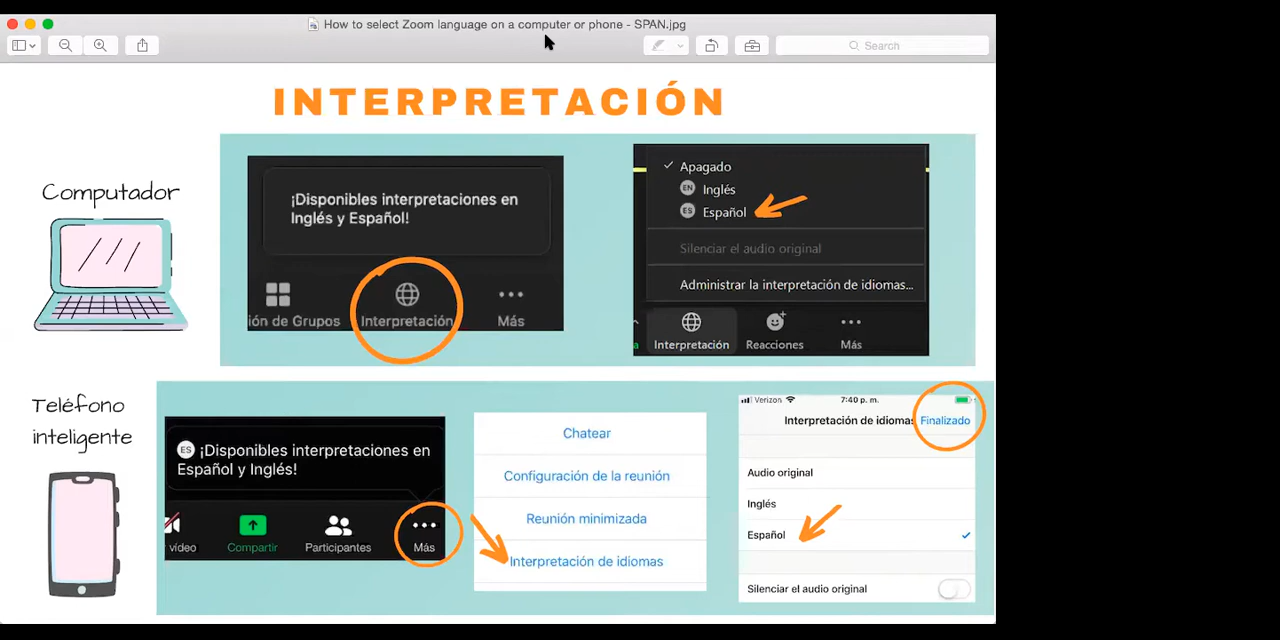 How to select Zoom language on a computer or phone - SPAN.jpg
Search
INTERPRETACIÓN
Computador
¡Disponibles interpretaciones en
Inglés y Español!
ión de Grupos
Interpretación
Más
Apagado
EN Inglés
ES Español
Silenciar el audio original
Administrar la interpretación de idiomas...
a
Interpretación
Reacciones
Más
Teléfono
inteligente
ES ¡Disponibles interpretaciones en
Español y Inglés!
video
Compartir
Participantes
Más
Chatear
Configuración de la reunión
Reunión minimizada
Interpretación de idiomas
Verizon
7:40 p. m.
Interpretación de idiomas
Finalizado
Audio original
Inglés
Español
Silenciar el audio original